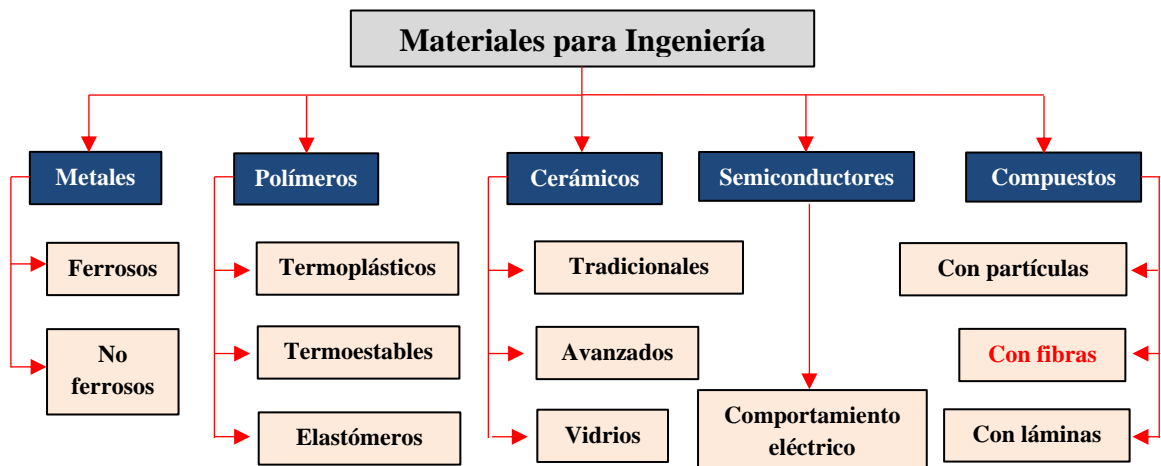 Materiales para Ingeniería
Metales
Polímeros
Cerámicos
Semiconductores
Compuestos
Ferrosos
No
ferrosos
Termoplásticos
Termoestables
Elastómeros
Tradicionales
Avanzados
Vidrios
Comportamiento
eléctrico
Con partículas
Con fibras
Con láminas